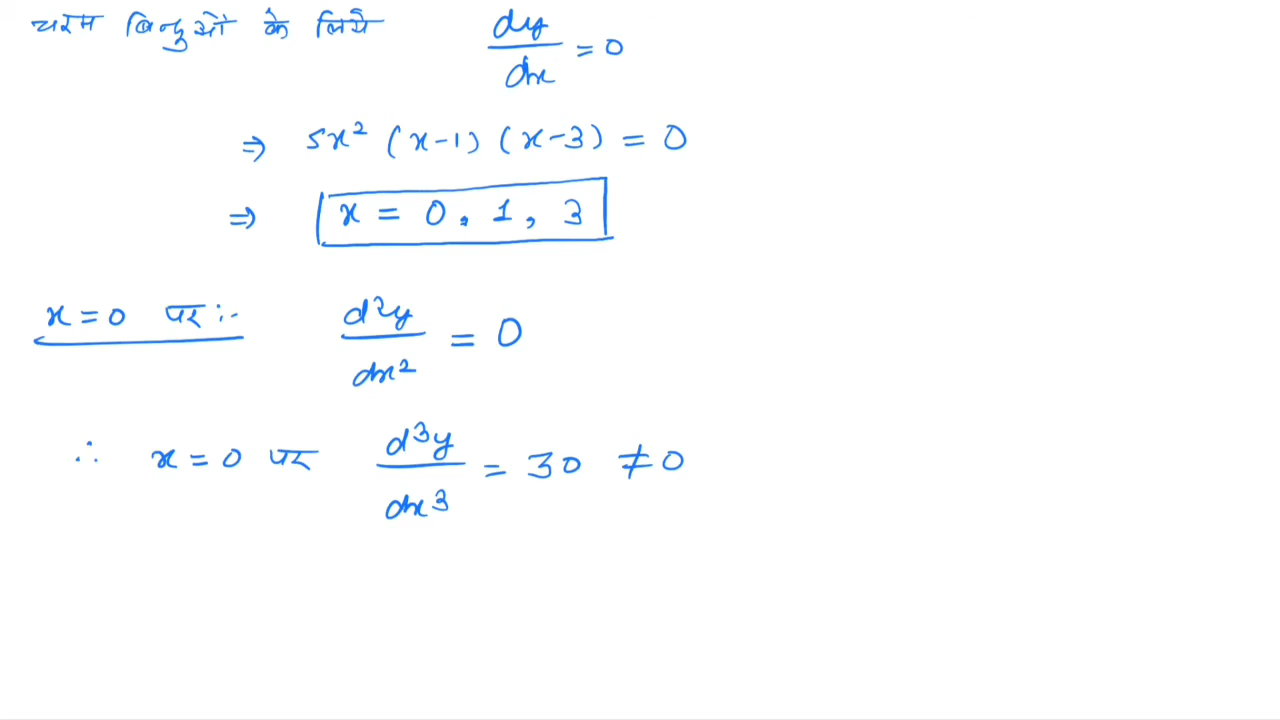 चरम बिन्दुओं के लिये dy/dx = 0
⇒ 5x² (x-1) (x-3) = 0
⇒ x = 0, 1, 3
x = 0 पर :- d²y/dx² = 0
∴ x = 0 पर d³y/dx³ = 30 ≠ 0